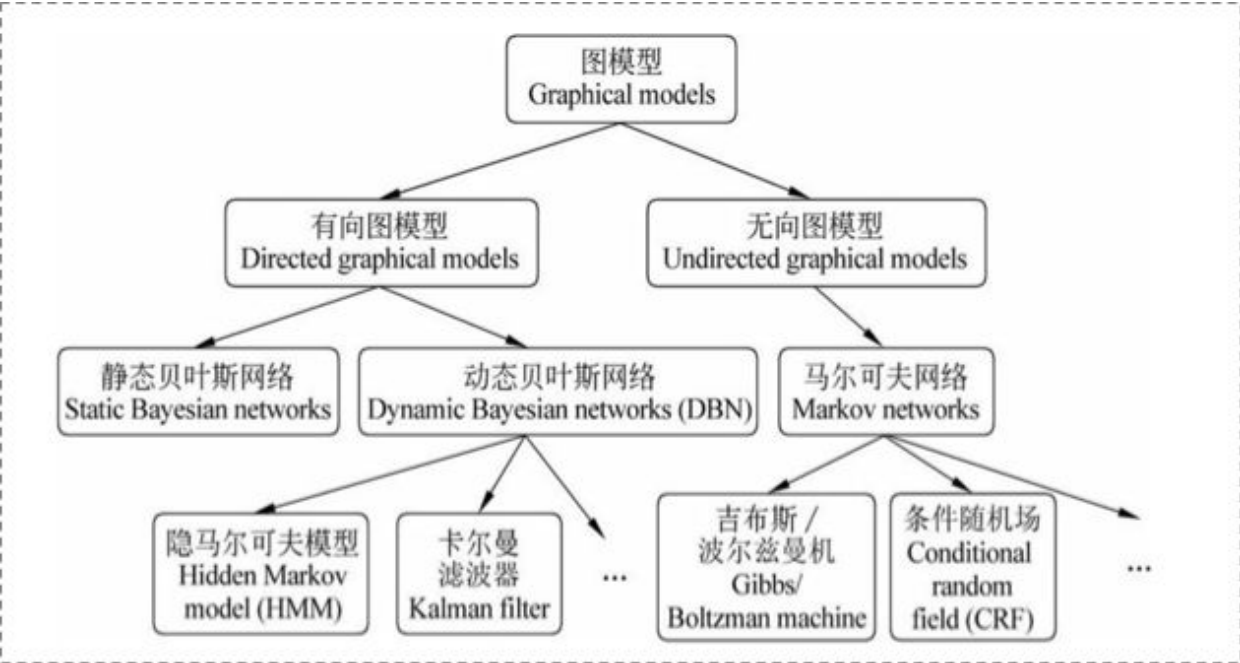 图模型
Graphical models
有向图模型
Directed graphical models
无向图模型
Undirected graphical models
静态贝叶斯网络
Static Bayesian networks
动态贝叶斯网络
Dynamic Bayesian networks (DBN)
马尔可夫网络
Markov networks
隐马尔可夫模型
Hidden Markov
model (HMM)
卡尔曼
滤波器
Kalman filter
...
吉布斯 /
波尔兹曼机
Gibbs/
Boltzman machine
条件随机场
Conditional
random
field (CRF)
...